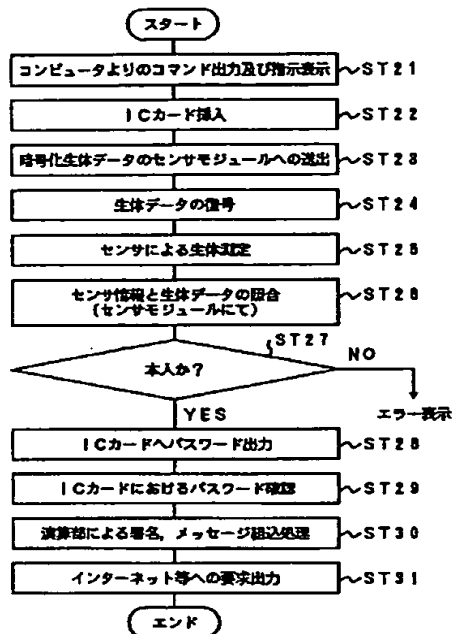 スタート
コンピュータよりのコマンド出力及び指示表示 ST21
ICカード挿入 ST22
暗号化生体データのセンサモジュールへの送出 ST23
生体データの復号 ST24
センサによる生体測定 ST25
センサ情報と生体データの照合 ST26
(センサモジュールにて)
ST27
本人か? NO
エラー表示
YES
ICカードへパスワード出力 ST28
ICカードにおけるパスワード確認 ST29
演算部による署名,メッセージ組込処理 ST30
インターネット等への要求出力 ST31
エンド